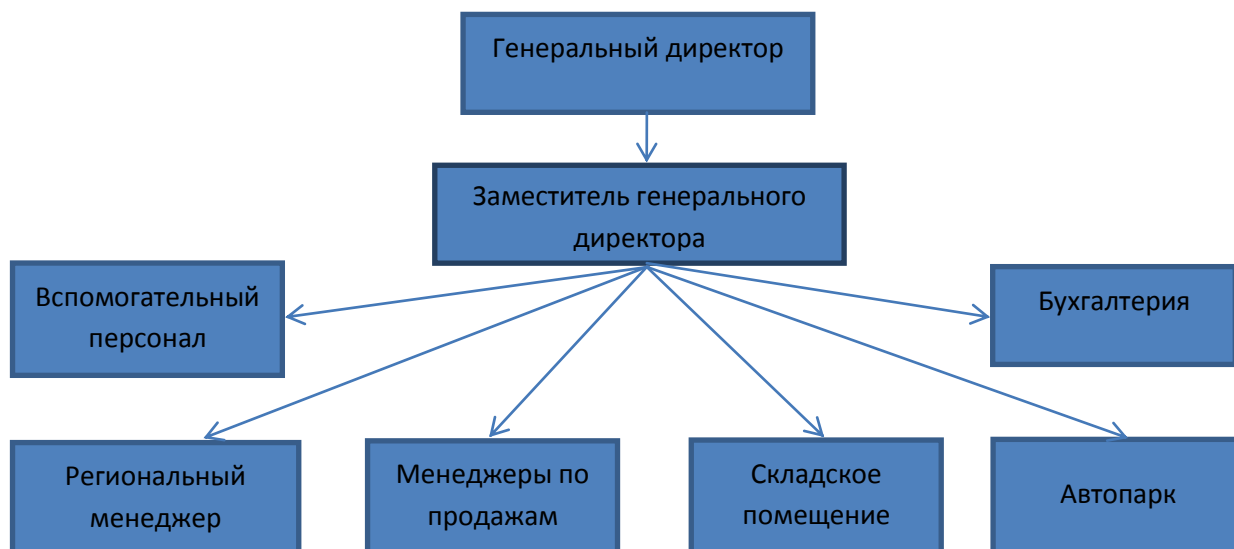 Генеральный директор
Заместитель генерального
директора
Вспомогательный
персонал
Бухгалтерия
Региональный
менеджер
Менеджеры по
продажам
Складское
помещение
Автопарк